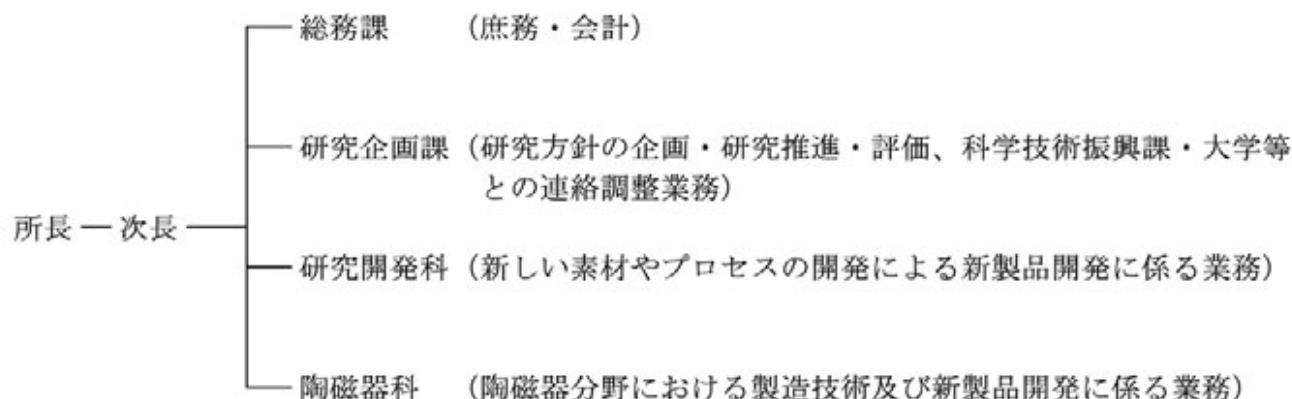 総務課 （庶務・会計）
研究企画課（研究方針の企画・研究推進・評価、科学技術振興課・大学等
との連絡調整業務）
所長 ― 次長
研究開発科（新しい素材やプロセスの開発による新製品開発に係る業務）
陶磁器科 （陶磁器分野における製造技術及び新製品開発に係る業務）